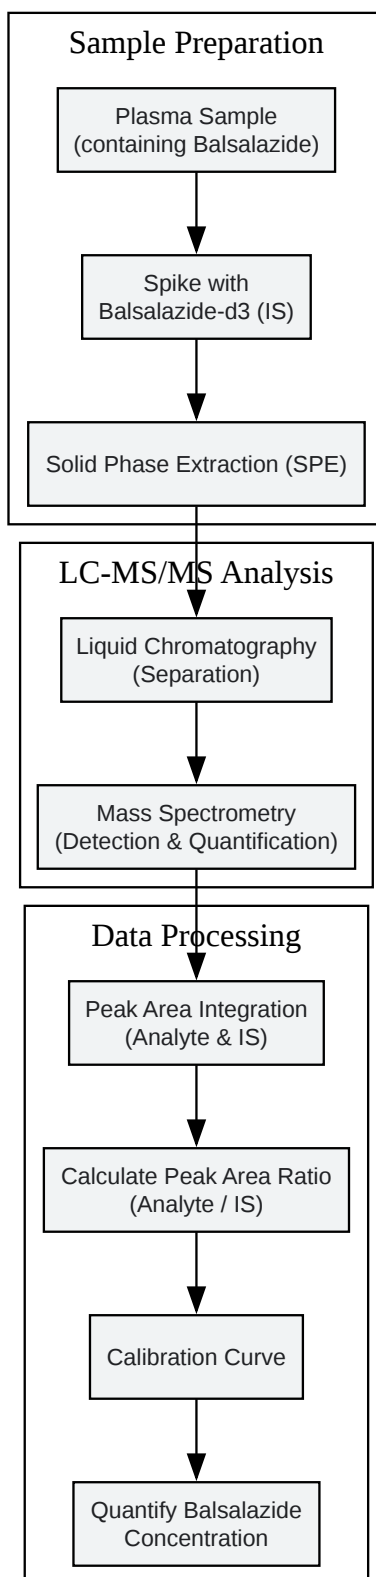 Sample Preparation
Plasma Sample
(containing Balsalazide)
Spike with
Balsalazide-d3 (IS)
Solid Phase Extraction (SPE)
LC-MS/MS Analysis
Liquid Chromatography
(Separation)
Mass Spectrometry
(Detection & Quantification)
Data Processing
Peak Area Integration
(Analyte & IS)
Calculate Peak Area Ratio
(Analyte / IS)
Calibration Curve
Quantify Balsalazide
Concentration